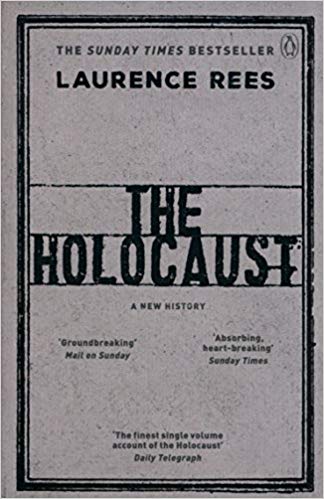 THE SUNDAY TIMES BESTSELLER
LAURENCE REES
THE
HOLOCAUST
A NEW HISTORY
'Groundbreaking'
Mail on Sunday
'Absorbing,
heart-breaking'
Sunday Times
'The finest single volume
account of the Holocaust'
Daily Telegraph